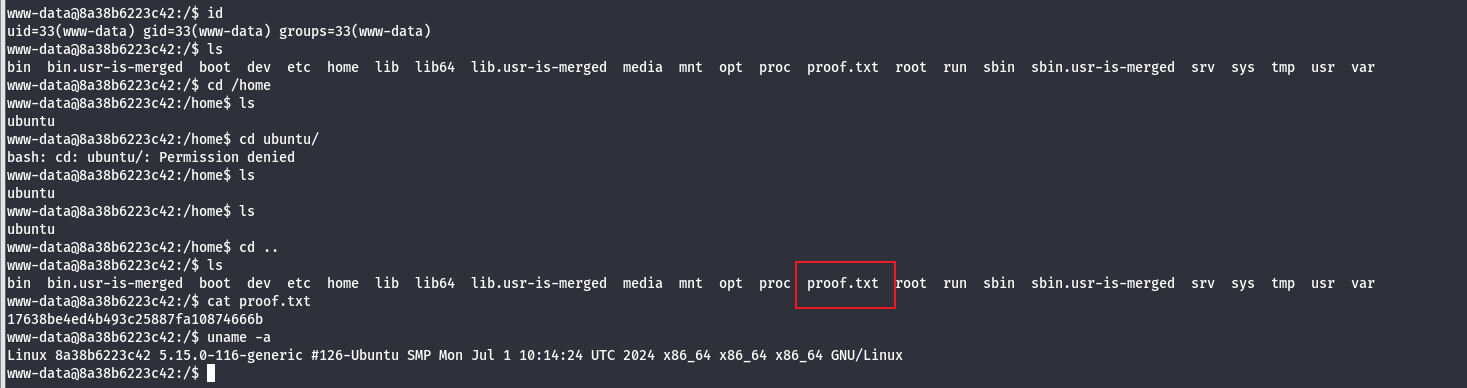 www-data@8a38b6223c42:/$ id
uid=33(www-data) gid=33(www-data) groups=33(www-data)
www-data@8a38b6223c42:/$ ls
bin  bin.usr-is-merged  boot  dev  etc  home  lib  lib64  lib.usr-is-merged  media  mnt  opt  proc  proof.txt  root  run  sbin  sbin.usr-is-merged  srv  sys  tmp  usr  var
www-data@8a38b6223c42:/$ cd /home
www-data@8a38b6223c42:/home$ ls
ubuntu
www-data@8a38b6223c42:/home$ cd ubuntu/
bash: cd: ubuntu/: Permission denied
www-data@8a38b6223c42:/home$ ls
ubuntu
www-data@8a38b6223c42:/home$ ls
ubuntu
www-data@8a38b6223c42:/home$ cd ..
www-data@8a38b6223c42:/$ ls
bin  bin.usr-is-merged  boot  dev  etc  home  lib  lib64  lib.usr-is-merged  media  mnt  opt  proc  proof.txt  root  run  sbin  sbin.usr-is-merged  srv  sys  tmp  usr  var
www-data@8a38b6223c42:/$ cat proof.txt
17638be4ed4b493c25887fa10874666b
www-data@8a38b6223c42:/$ uname -a
Linux 8a38b6223c42 5.15.0-116-generic #126-Ubuntu SMP Mon Jul 1 10:14:24 UTC 2024 x86_64 x86_64 x86_64 GNU/Linux
www-data@8a38b6223c42:/$